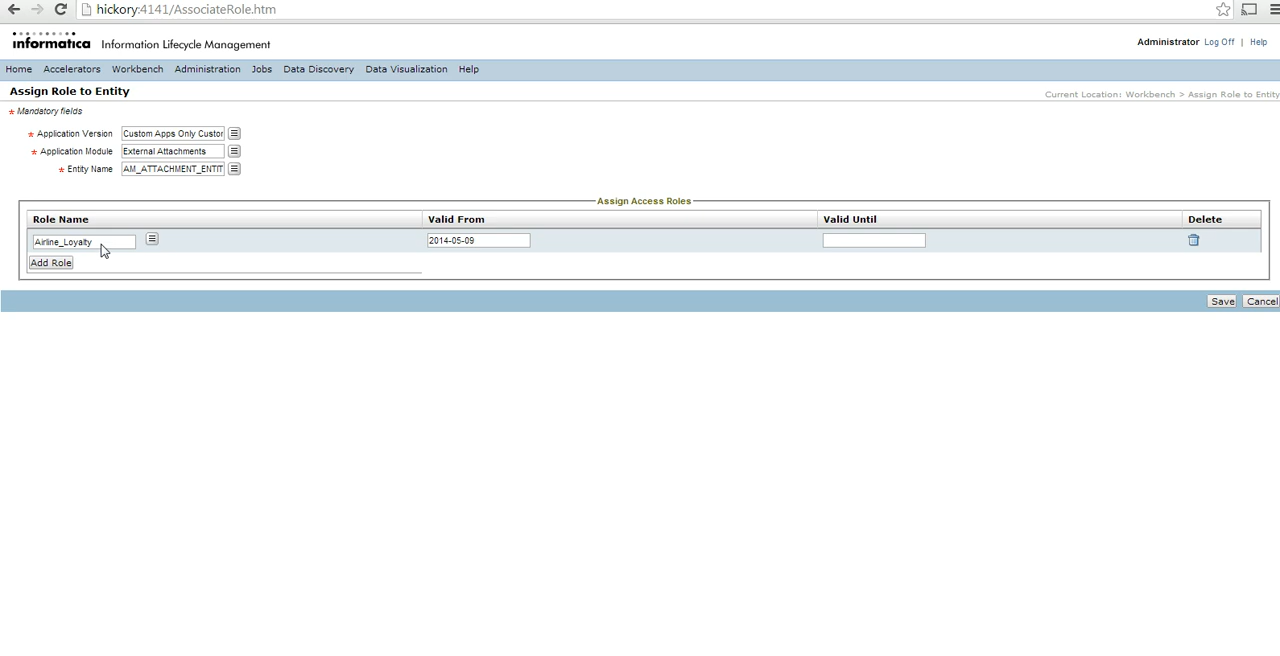 hickory:4141/AssociateRole.htm
informatica Information Lifecycle Management
Administrator Log Off | Help
Home Accelerators Workbench Administration Jobs Data Discovery Data Visualization Help
Assign Role to Entity
Current Location: Workbench > Assign Role to Entity
* Mandatory fields
* Application Version Custom Apps Only Custor
* Application Module External Attachments
* Entity Name AM_ATTACHMENT_ENTIT
Assign Access Roles
Role Name Valid From Valid Until Delete
Airline_Loyalty 2014-05-09
Add Role
Save Cancel